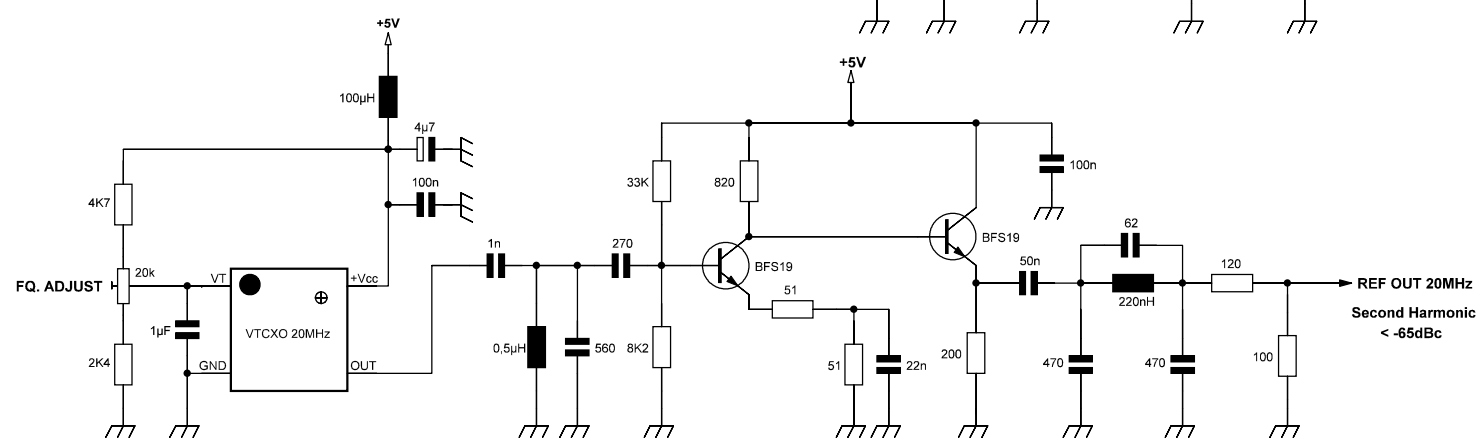 +5V
100µH
4µ7
100n
4K7
20k
FQ. ADJUST
VT
+Vcc
1µF
VTCXO 20MHz
GND
OUT
2K4
1n
270
0,5µH
560
33K
8K2
820
+5V
BFS19
51
51
22n
BFS19
100n
50n
200
62
220nH
470
470
120
100
REF OUT 20MHz
Second Harmonic
< -65dBc